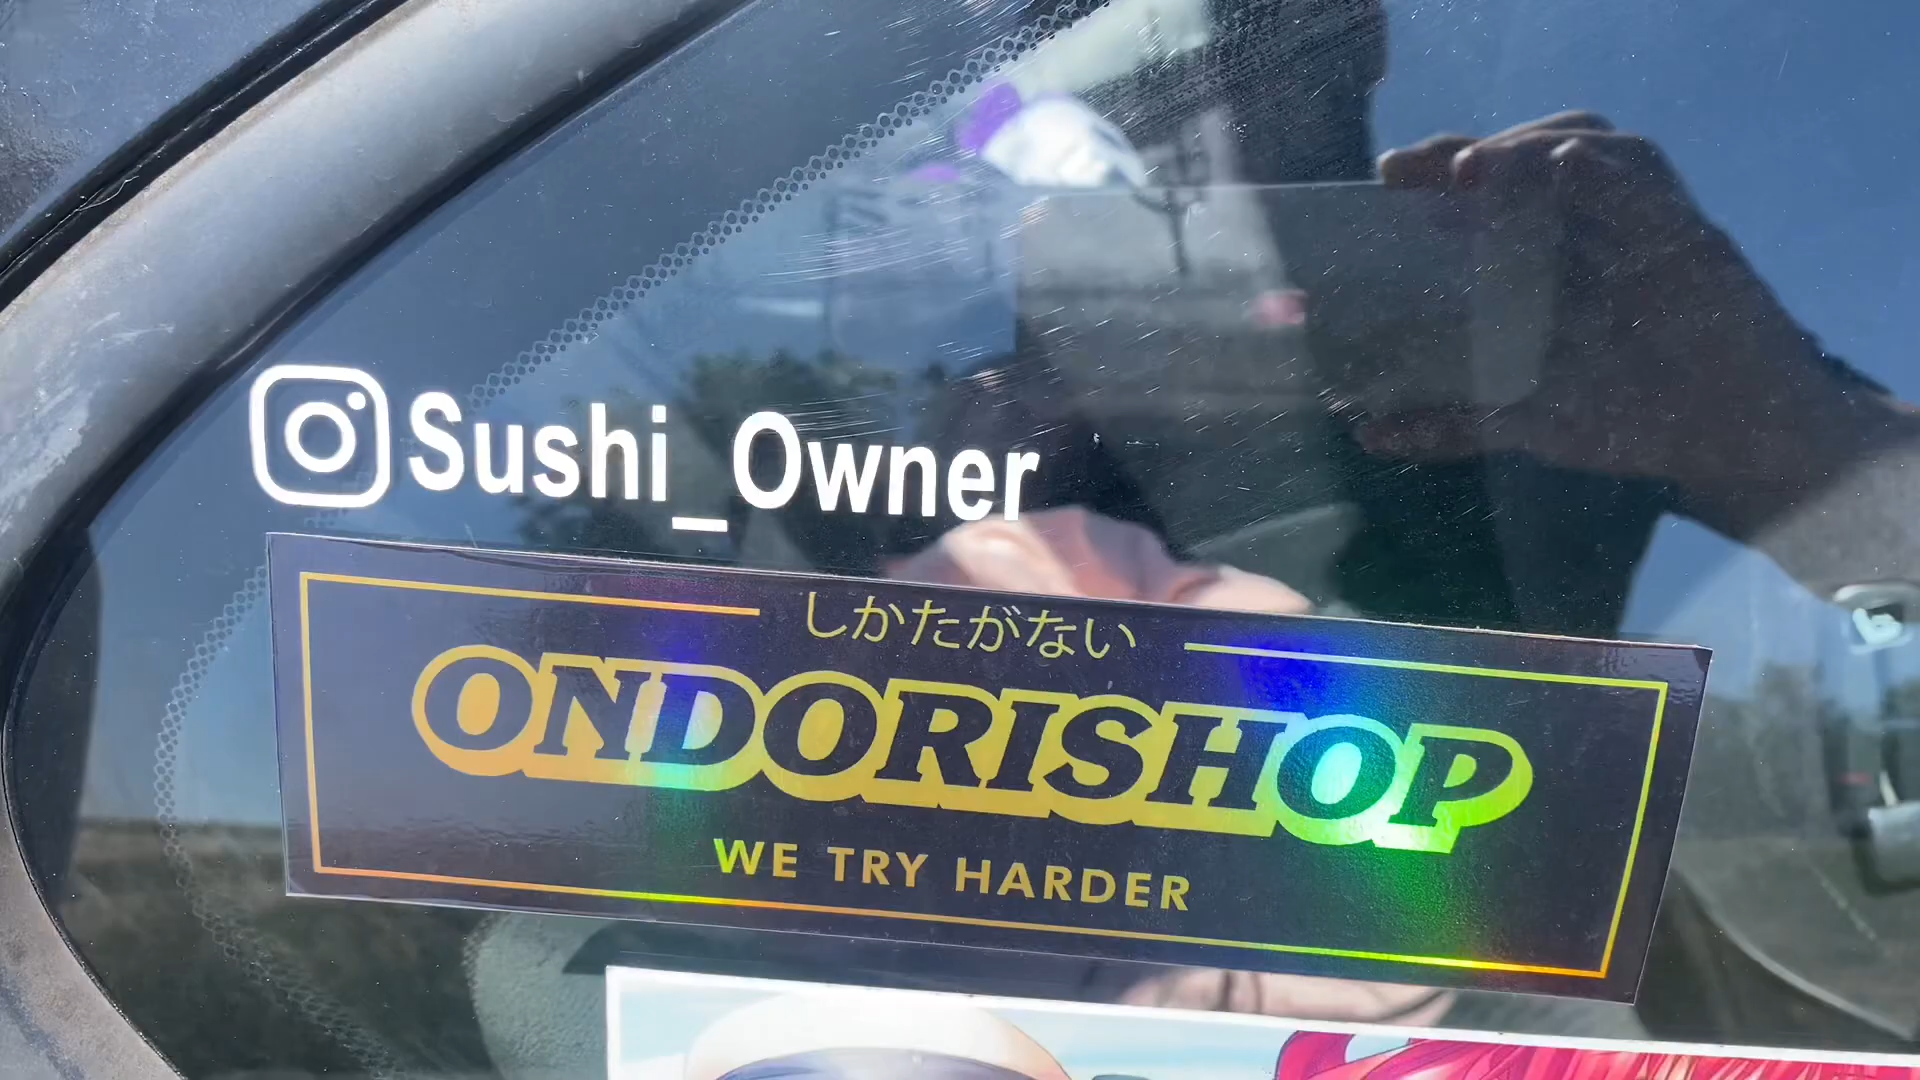 Sushi_Owner
しかたがない
ONDORISHOP
WE TRY HARDER